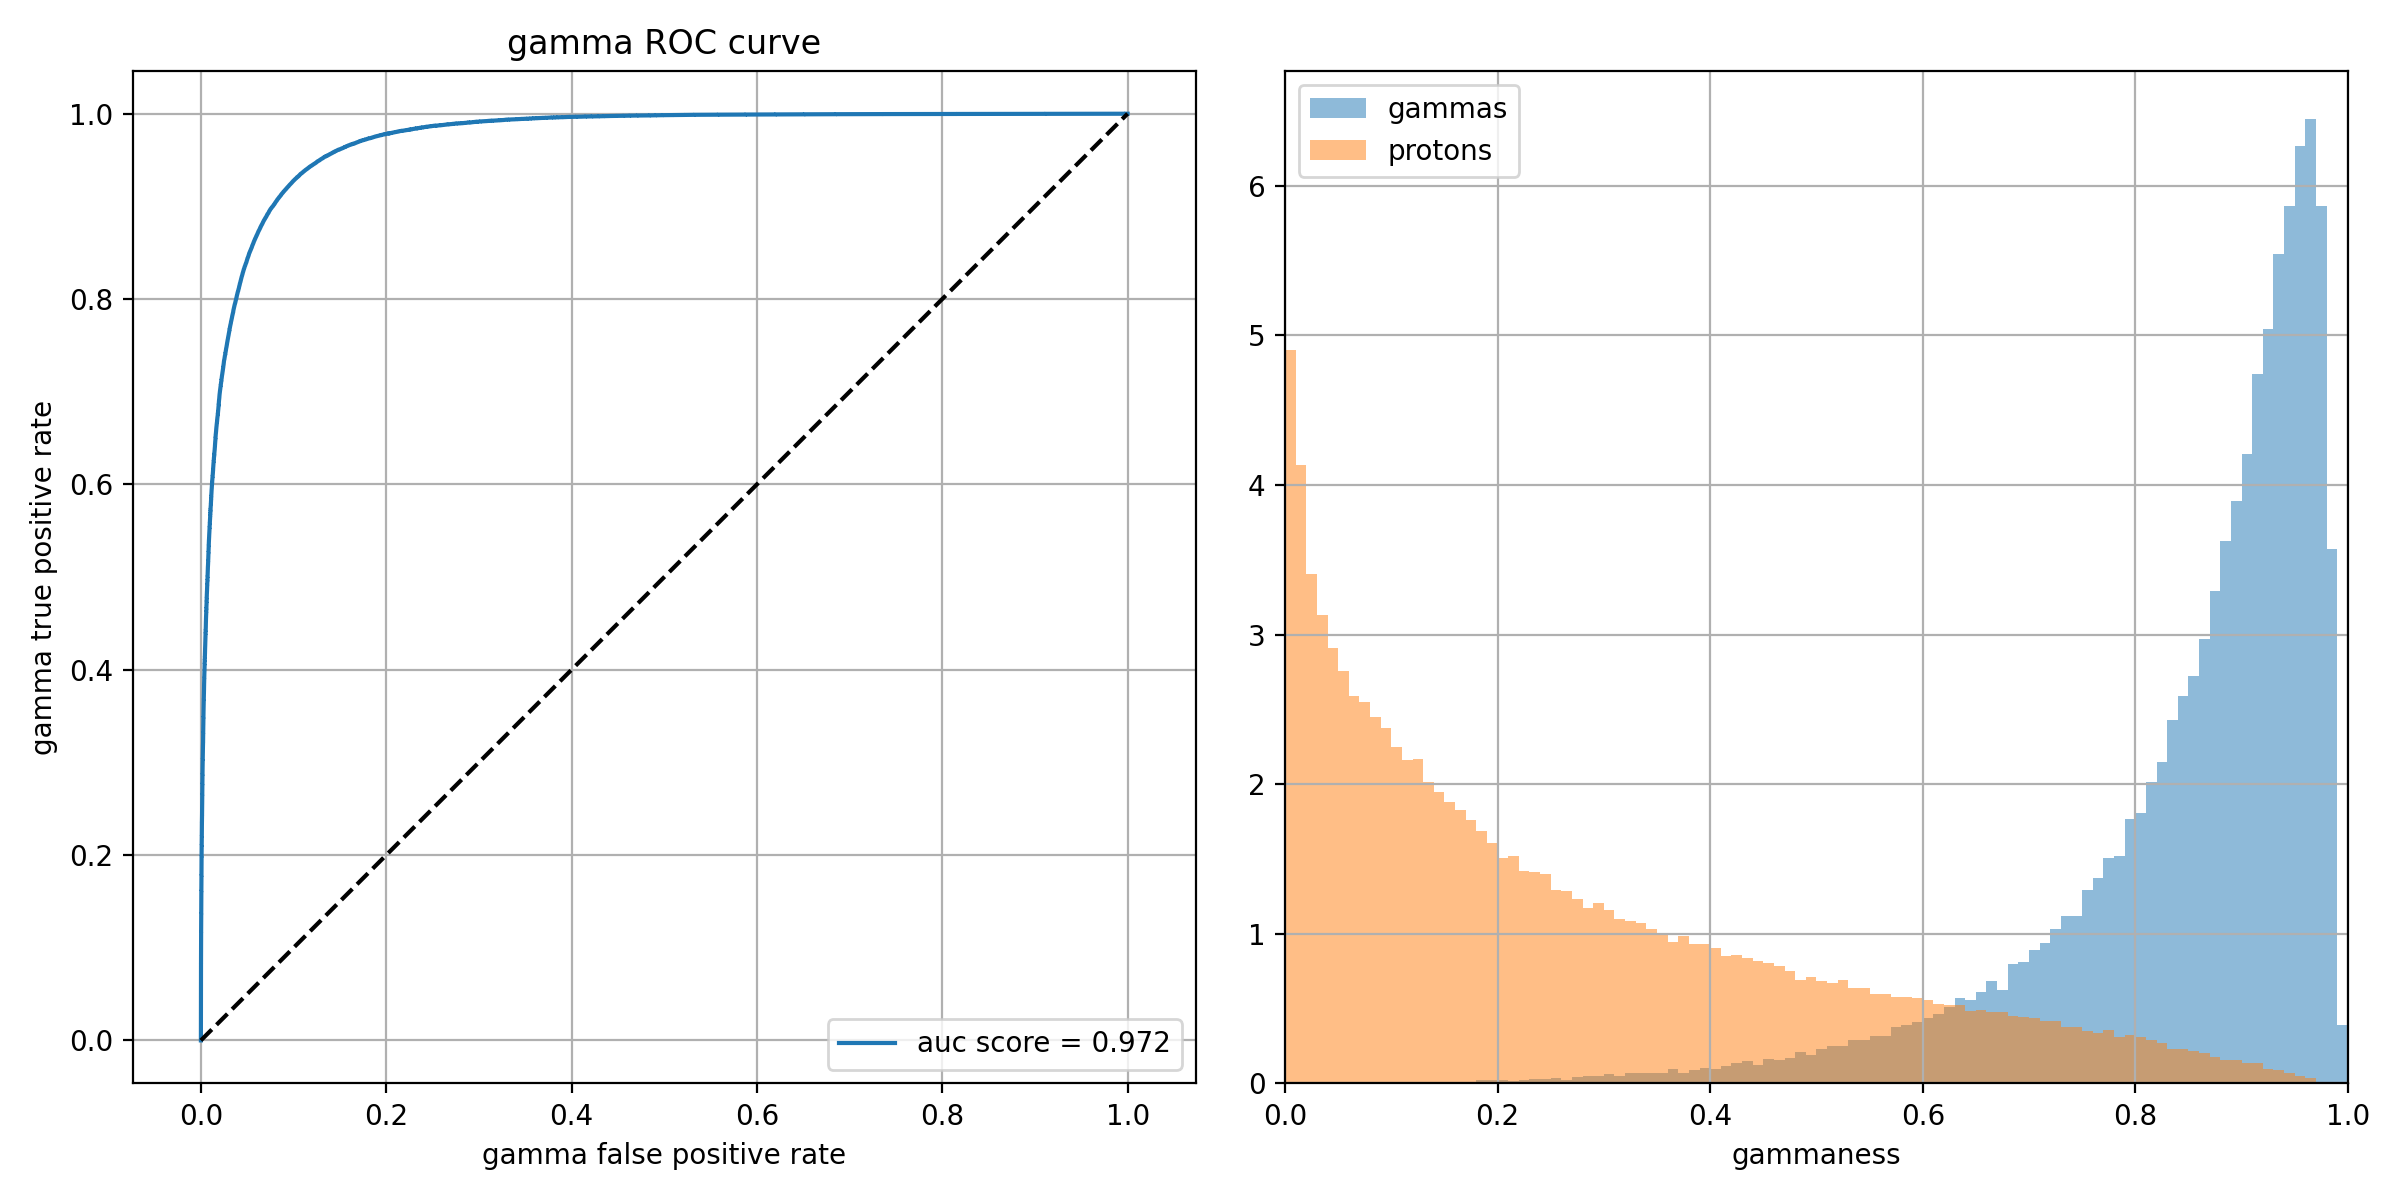 gamma ROC curve
gamma true positive rate
1.0
0.8
0.6
0.4
0.2
0.0
auc score = 0.972
0.0 0.2 0.4 0.6 0.8 1.0
gamma false positive rate
gammas
protons
6
5
4
3
2
1
0
0.0 0.2 0.4 0.6 0.8 1.0
gammaness